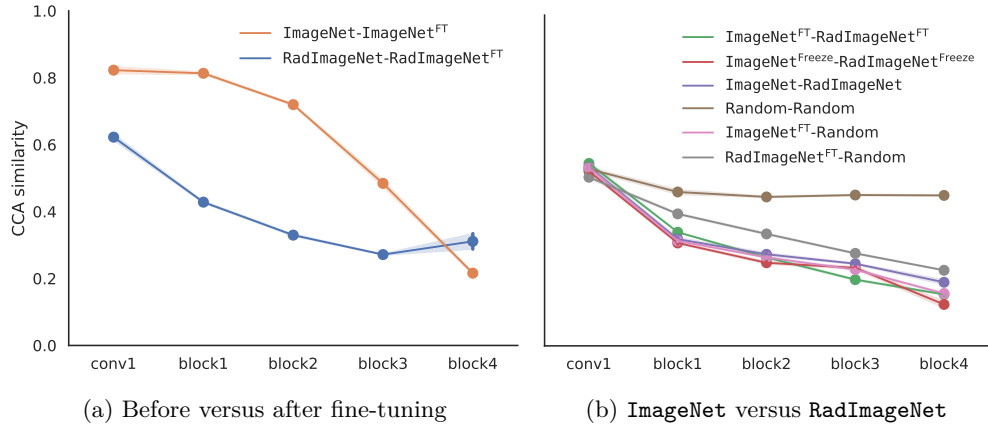 1.0
0.8
0.6
0.4
0.2
0.0
CCA similarity
ImageNet-ImageNet^FT
RadImageNet-RadImageNet^FT
conv1 block1 block2 block3 block4
(a) Before versus after fine-tuning
ImageNet^FT-RadImageNet^FT
ImageNet^Freeze-RadImageNet^Freeze
ImageNet-RadImageNet
Random-Random
ImageNet^FT-Random
RadImageNet^FT-Random
conv1 block1 block2 block3 block4
(b) ImageNet versus RadImageNet